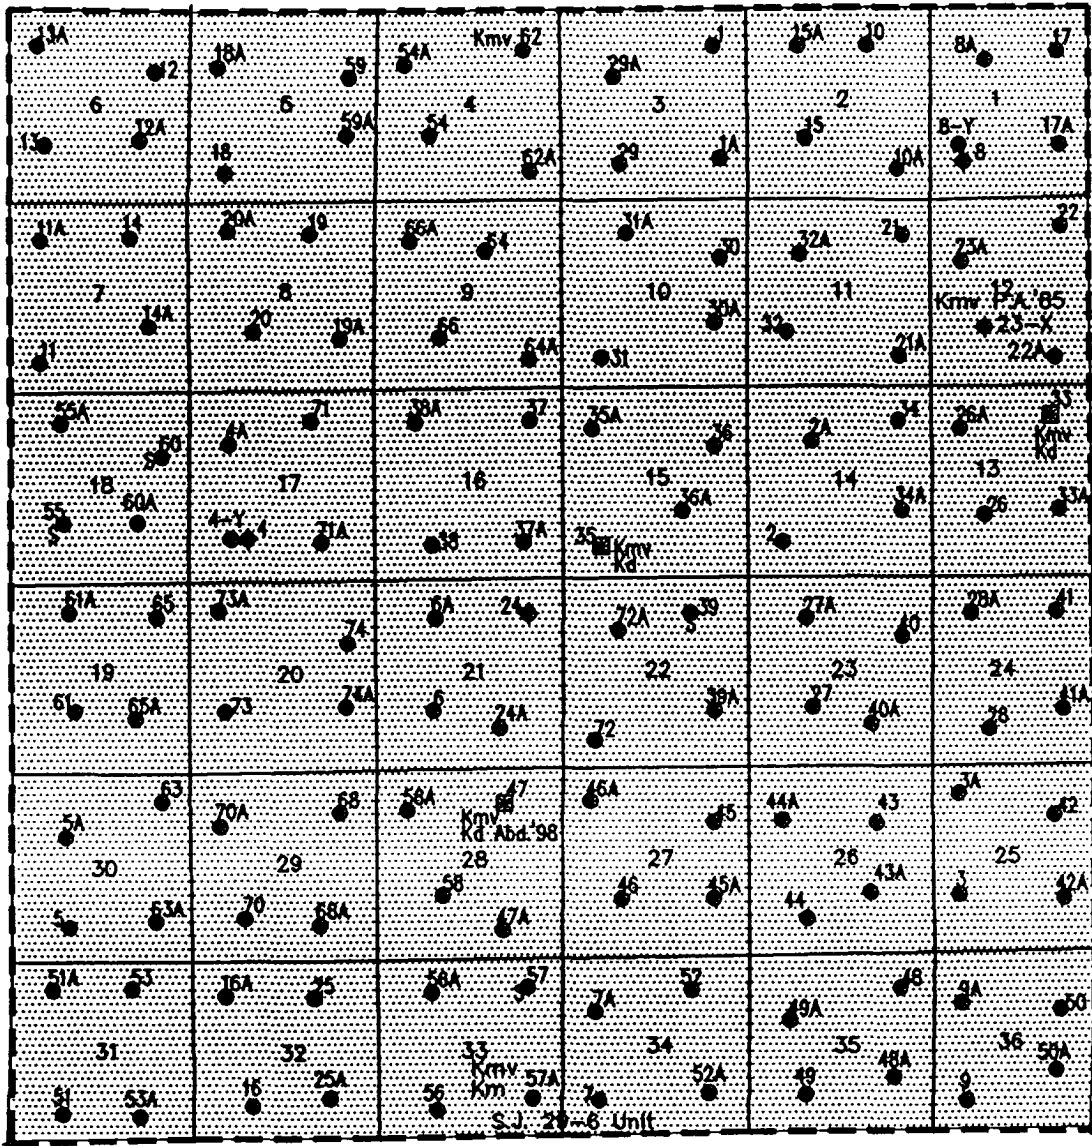 13A 12 6 13 12A
18A 59 5 59A 18
54A Kmv 62 4 54 62A
1 29A 3 29 1A
15A 10 2 15 10A
8A 17 1 8-Y 17A 8
11A 14 7 14A 11
20A 19 8 20 19A
66A 64 9 66 64A
31A 30 10 30A 31
32A 21 11 32 21A
22 23A 12 Kmv P.A.'85 23-X 22A
55A 60 S 18 55 S 60A
71 4A 17 4-Y 4 71A
38A 37 16 38 37A
35A 36 15 36A 35 Kmv Kd
34 2A 14 34A 2
33 26A Kmv Kd 13 26 33A
61A 65 19 61 65A
73A 74 20 73 74A
6A 24 21 6 24A
39 72A S 22 39A 72
27A 40 23 27 40A
28A 41 24 41A 28
63 5A 30 5 63A
68 70A 29 70 68A
58A 47 Kmv Kd Abd.'98 28 58 47A
46A 45 27 46 45A
44A 43 26 43A 44
3A 42 25 3 42A
51A 53 31 51 53A
16A 25 32 16 25A
56A 57 S 33 Kmv Km 56 57A
52 7A 34 52A 7
48 49A 35 48A 49
9A 50 36 50A 9
S.J. 29-6 Unit